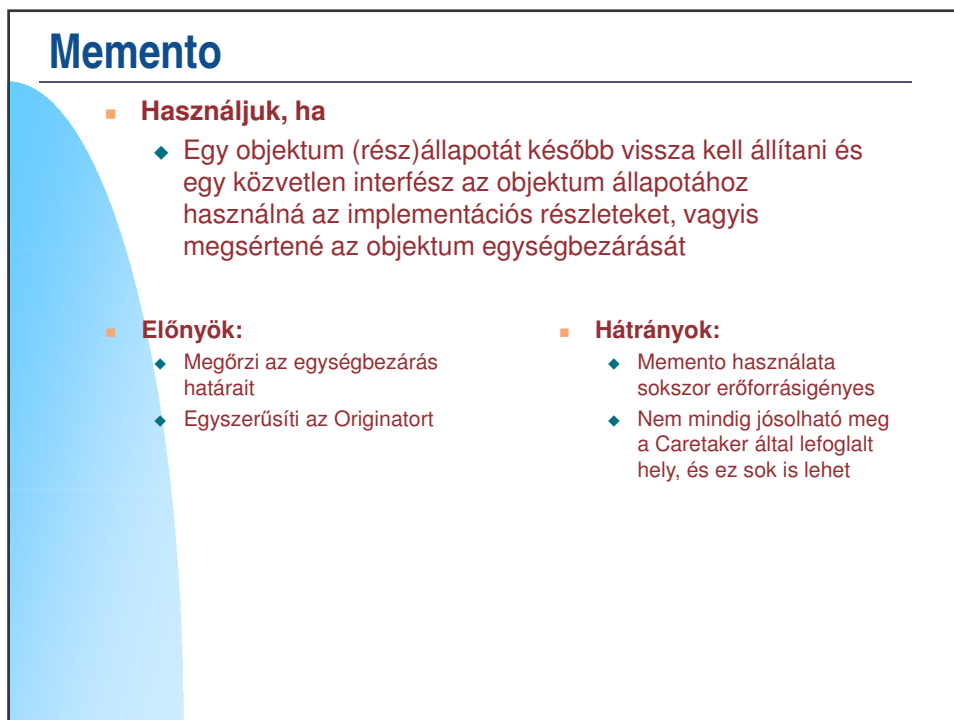 Memento
Használjuk, ha
Egy objektum (rész)állapotát később vissza kell állítani és
egy közvetlen interfész az objektum állapotához
használná az implementációs részleteket, vagyis
megsértené az objektum egységbezárását
Előnyök:
Megőrzi az egységbezárás
határait
Egyszerűsíti az Originatort
Hátrányok:
Memento használata
sokszor erőforrásigényes
Nem mindig jósolható meg
a Caretaker által lefoglalt
hely, és ez sok is lehet